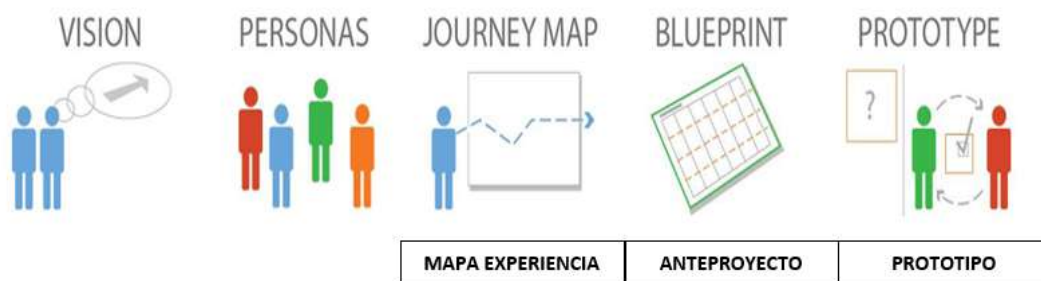 VISION PERSONAS JOURNEY MAP BLUEPRINT PROTOTYPE
?
MAPA EXPERIENCIA ANTEPROYECTO PROTOTIPO